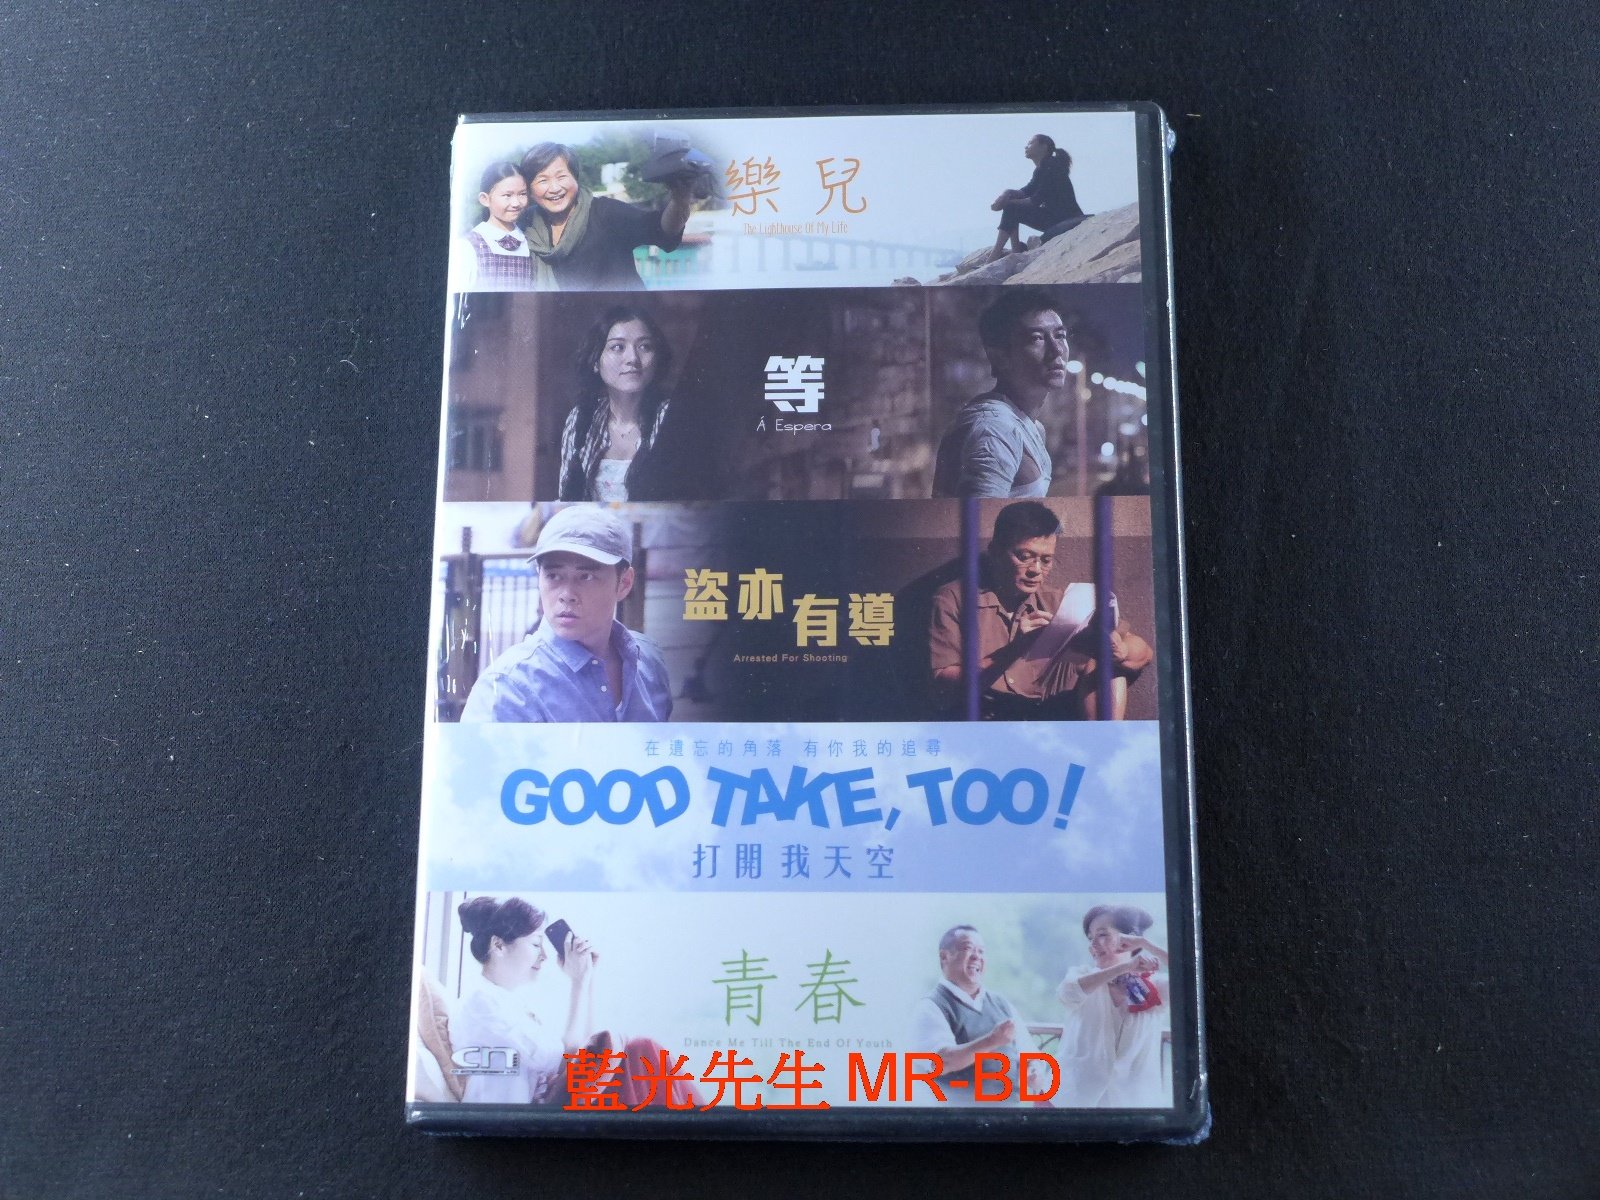 樂兒
The Lighthouse Of My Life
等
Á Espera
盜亦有導
Arrested For Shooting
在遺忘的角落 有你我的追尋
GOOD TAKE, TOO!
打開我天空
青春
Dance Me Till The End Of Youth
藍光先生 MR-BD